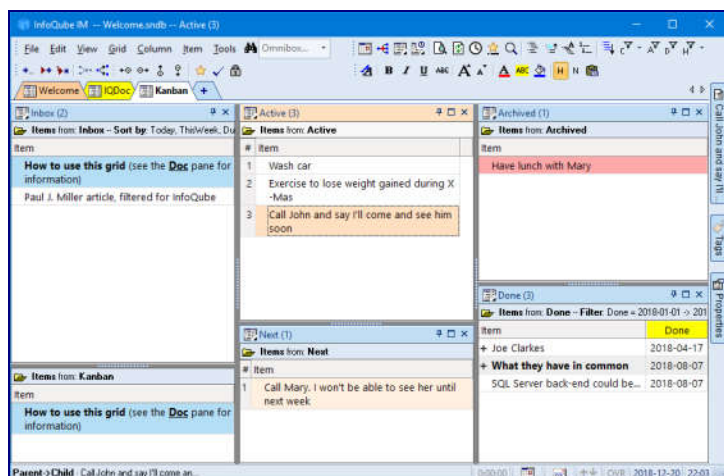 InfoQube IM -- Welcome.sndb -- Active (3)
File Edit View Grid Column Item Tools Omnibox...
B I U ABC A A A ABC H N
Welcome IQDoc Kanban +
Inbox (2)
Items from: Inbox -- Sort by: Today, ThisWeek, Du
Item
How to use this grid (see the Doc pane for
information)
Paul J. Miller article, filtered for InfoQube
Items from: Kanban
Item
How to use this grid (see the Doc pane for
information)
Active (3)
Items from: Active
# Item
1 Wash car
2 Exercise to lose weight gained during X
-Mas
3 Call John and say I'll come and see him
soon
Next (1)
Items from: Next
# Item
1 Call Mary. I won't be able to see her until
next week
Archived (1)
Items from: Archived
Item
Have lunch with Mary
Done (3)
Items from: Done -- Filter: Done = 2018-01-01 -> 201
Item Done
+ Joe Clarkes 2018-04-17
+ What they have in common 2018-08-07
SQL Server back-end could be... 2018-08-07
Call John and say I'll ...
Tags
Properties
Parent->Child Call John and say I'll come an... 0:00:00 OVR 2018-12-20 22:03